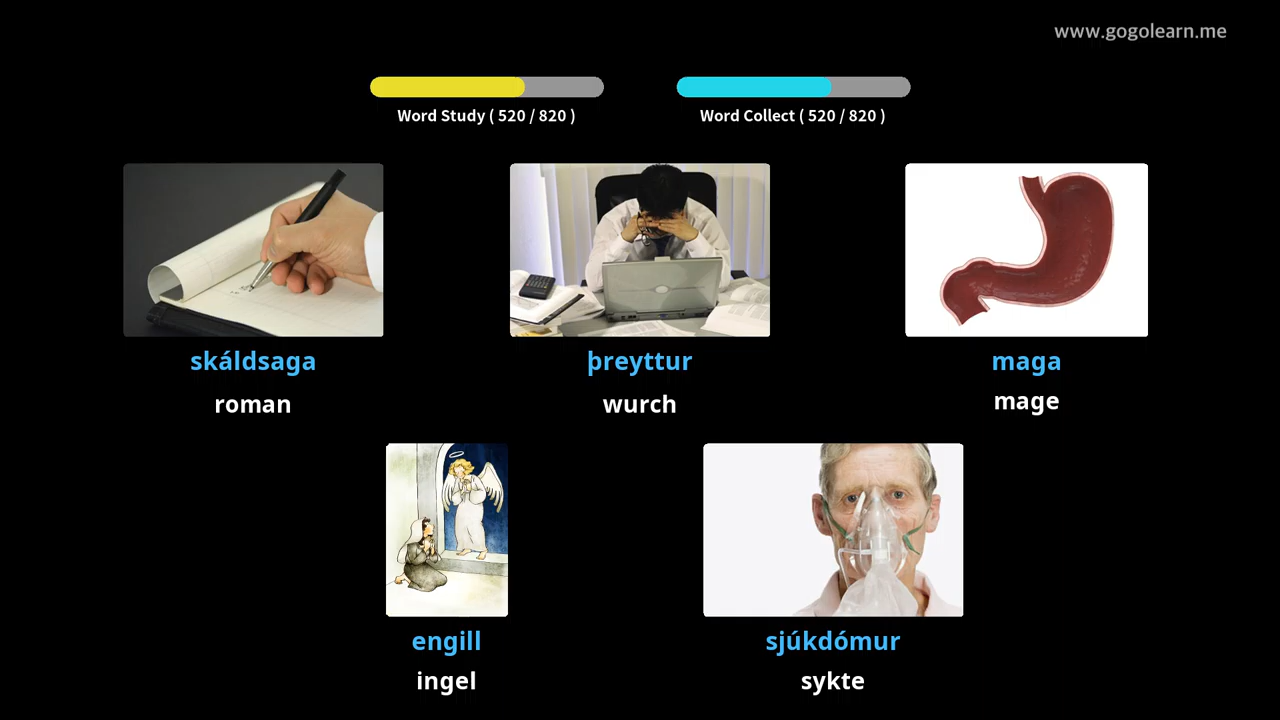 www.gogolearn.me
Word Study ( 520 / 820 )
Word Collect ( 520 / 820 )
skáldsaga
þreyttur
maga
roman
wurch
mage
engill
sjúkdómur
ingel
sykte